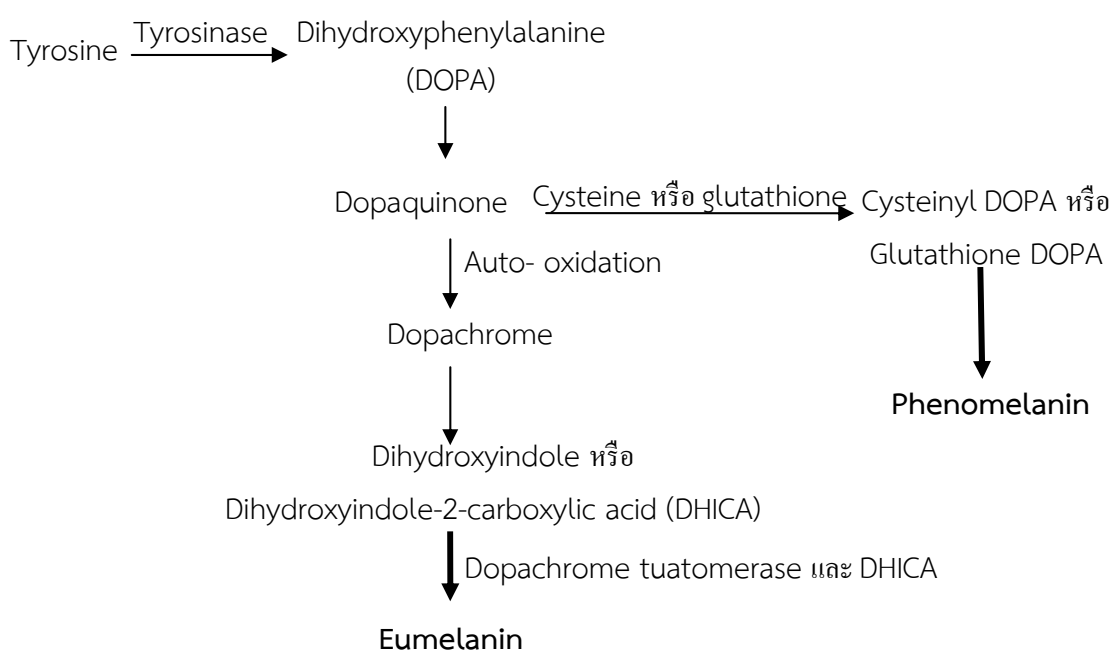 Tyrosine Tyrosinase Dihydroxyphenylalanine
(DOPA)
Dopaquinone Cysteine หรือ glutathione Cysteinyl DOPA หรือ
Glutathione DOPA
Auto- oxidation
Dopachrome
Phenomelanin
Dihydroxyindole หรือ
Dihydroxyindole-2-carboxylic acid (DHICA)
Dopachrome tuatomerase และ DHICA
Eumelanin